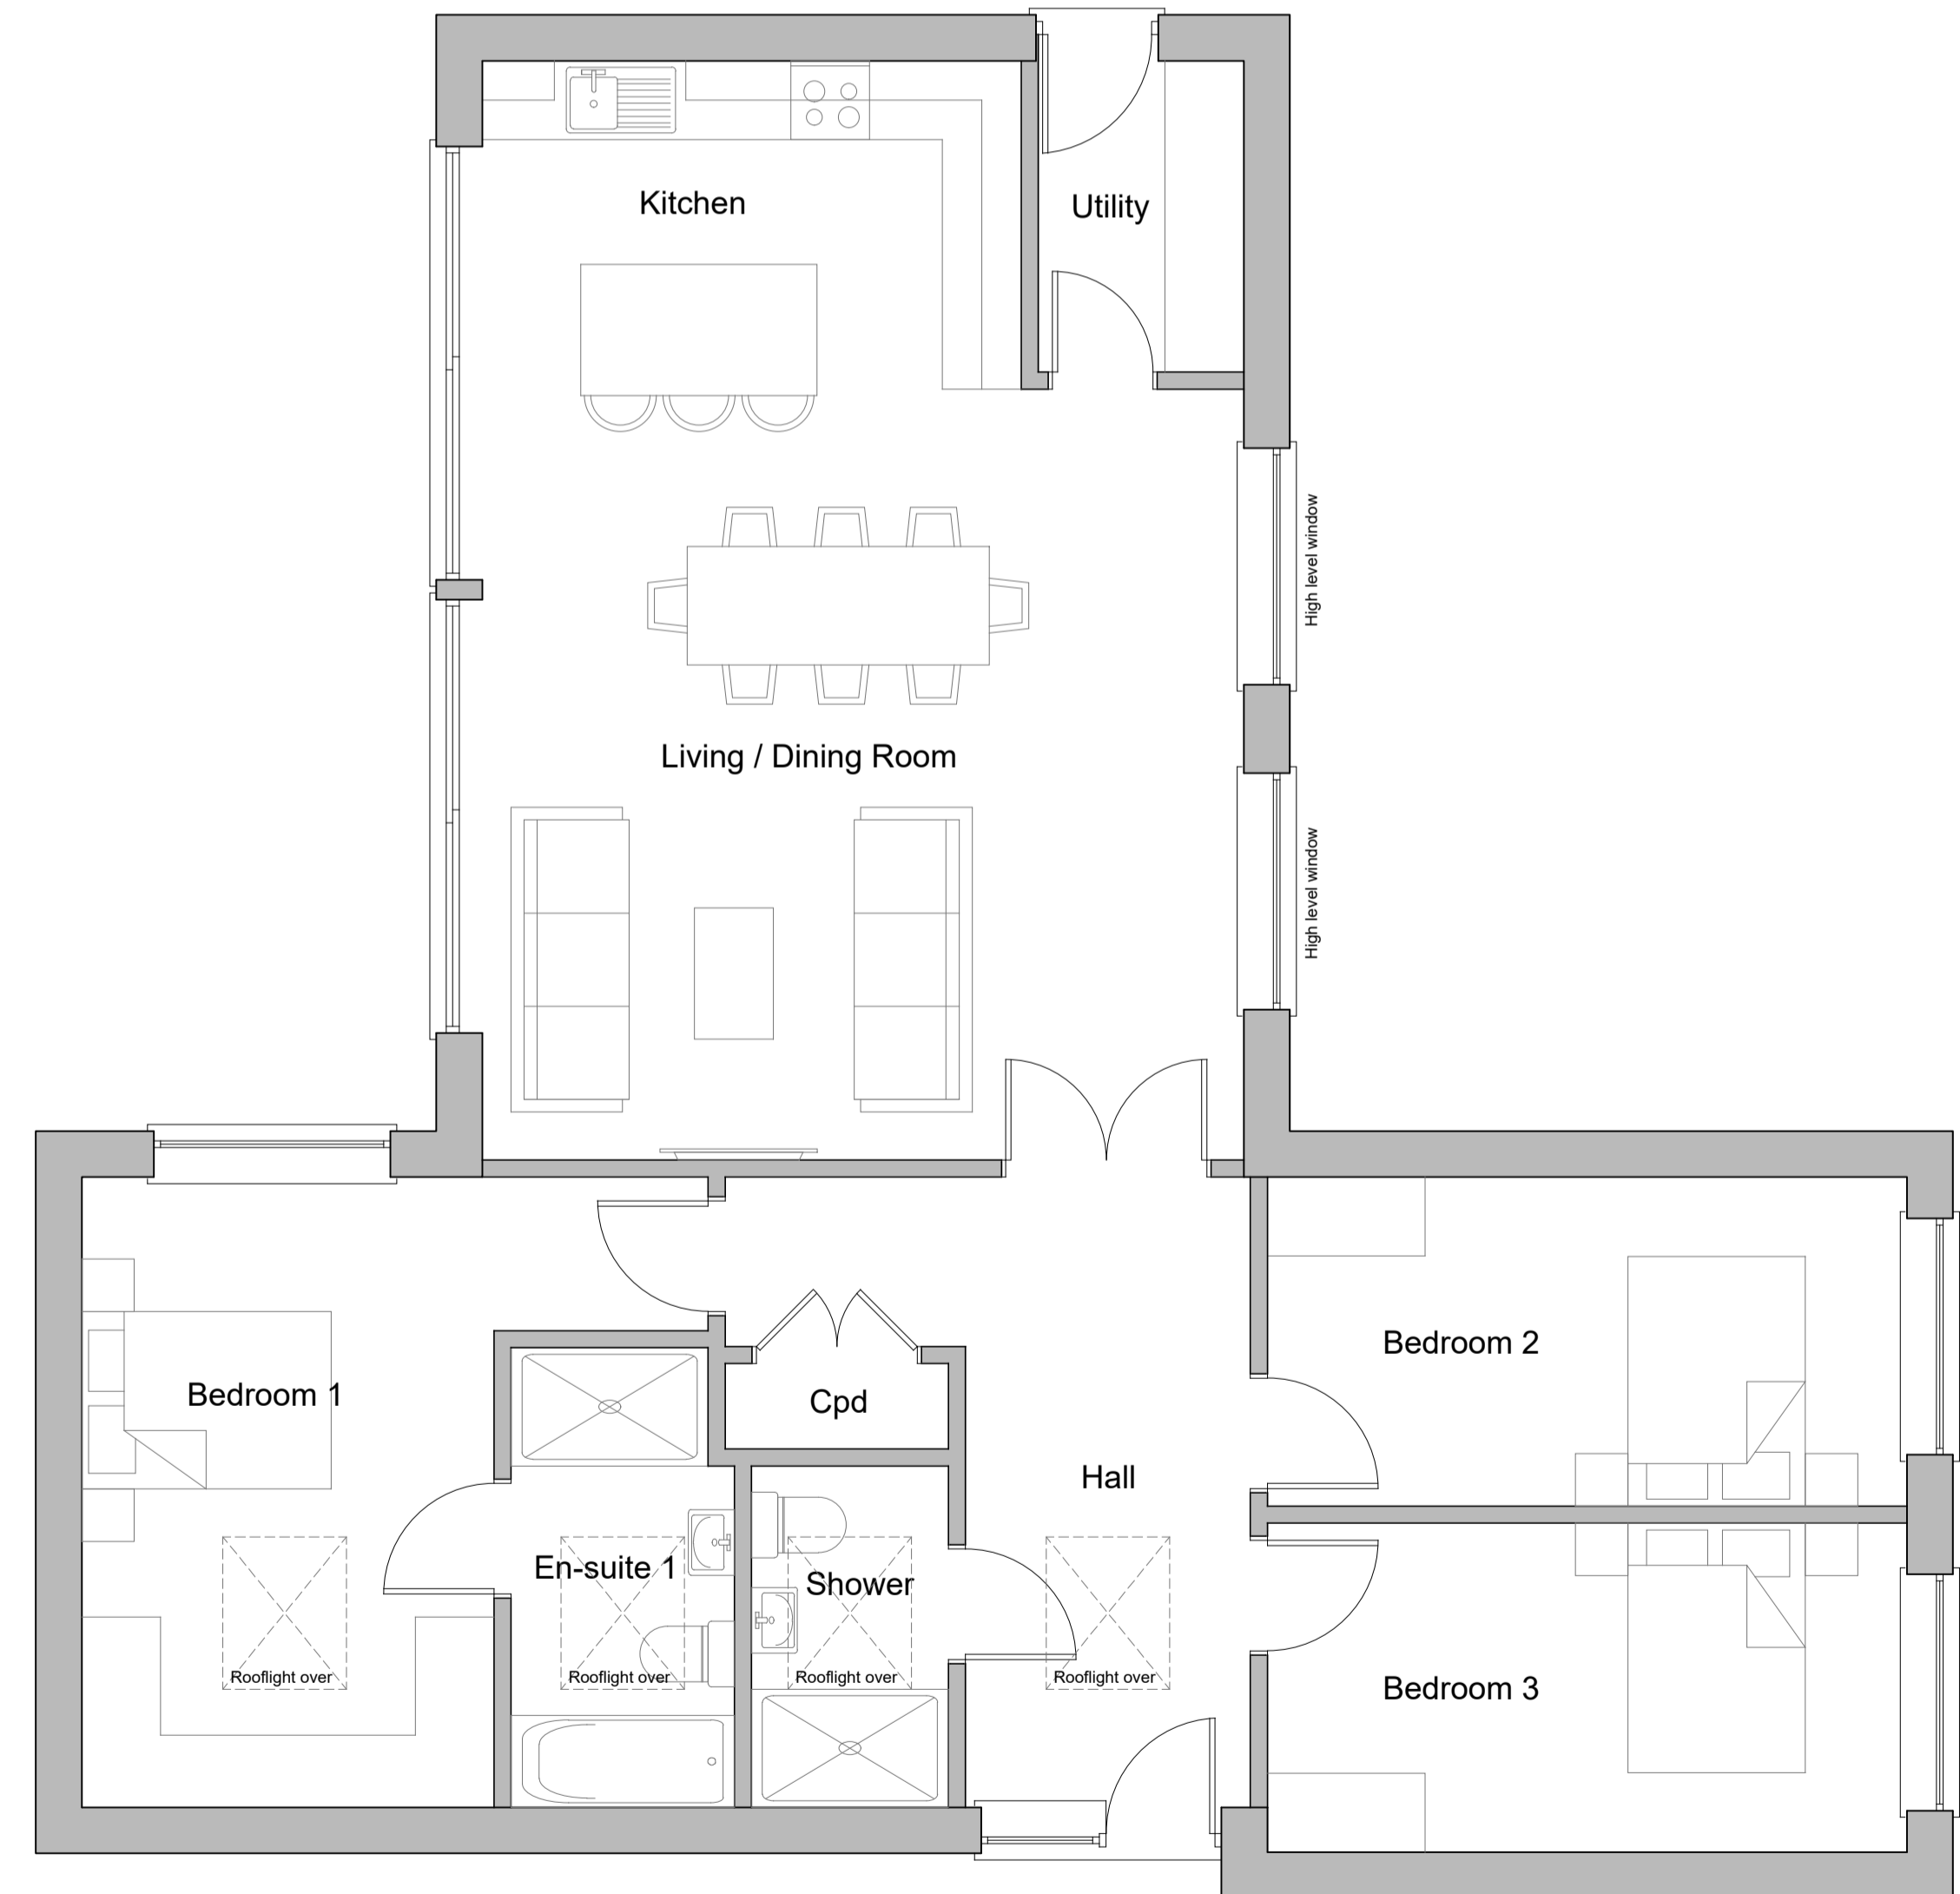 Kitchen
Utility
High level window
Living / Dining Room
High level window
Bedroom 2
Bedroom 1
Cpd
Hall
En-suite 1
Shower
Rooflight over
Rooflight over
Rooflight over
Rooflight over
Bedroom 3